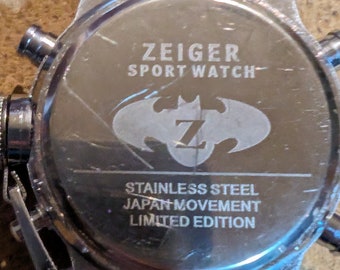 ZEIGER
SPORT WATCH
Z
STAINLESS STEEL
JAPAN MOVEMENT
LIMITED EDITION